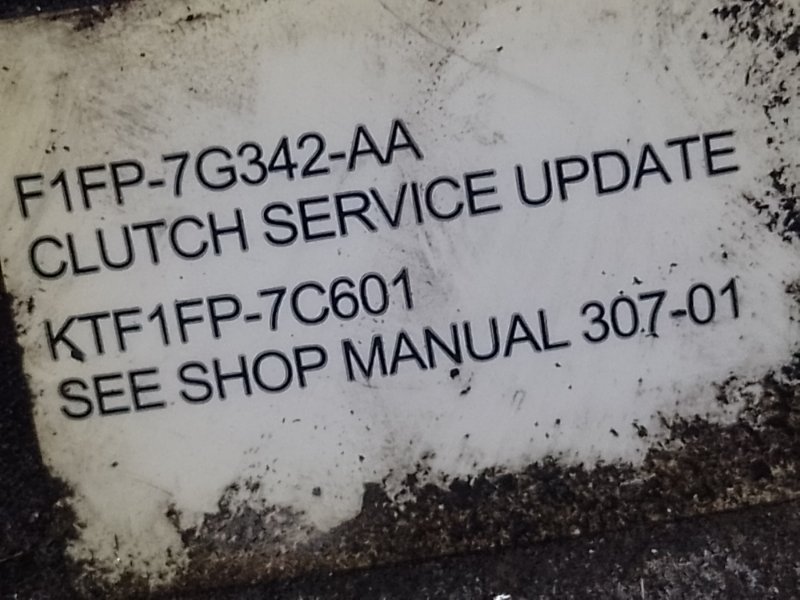 F1FP-7G342-AA
CLUTCH SERVICE UPDATE
KTF1FP-7C601
SEE SHOP MANUAL 307-01